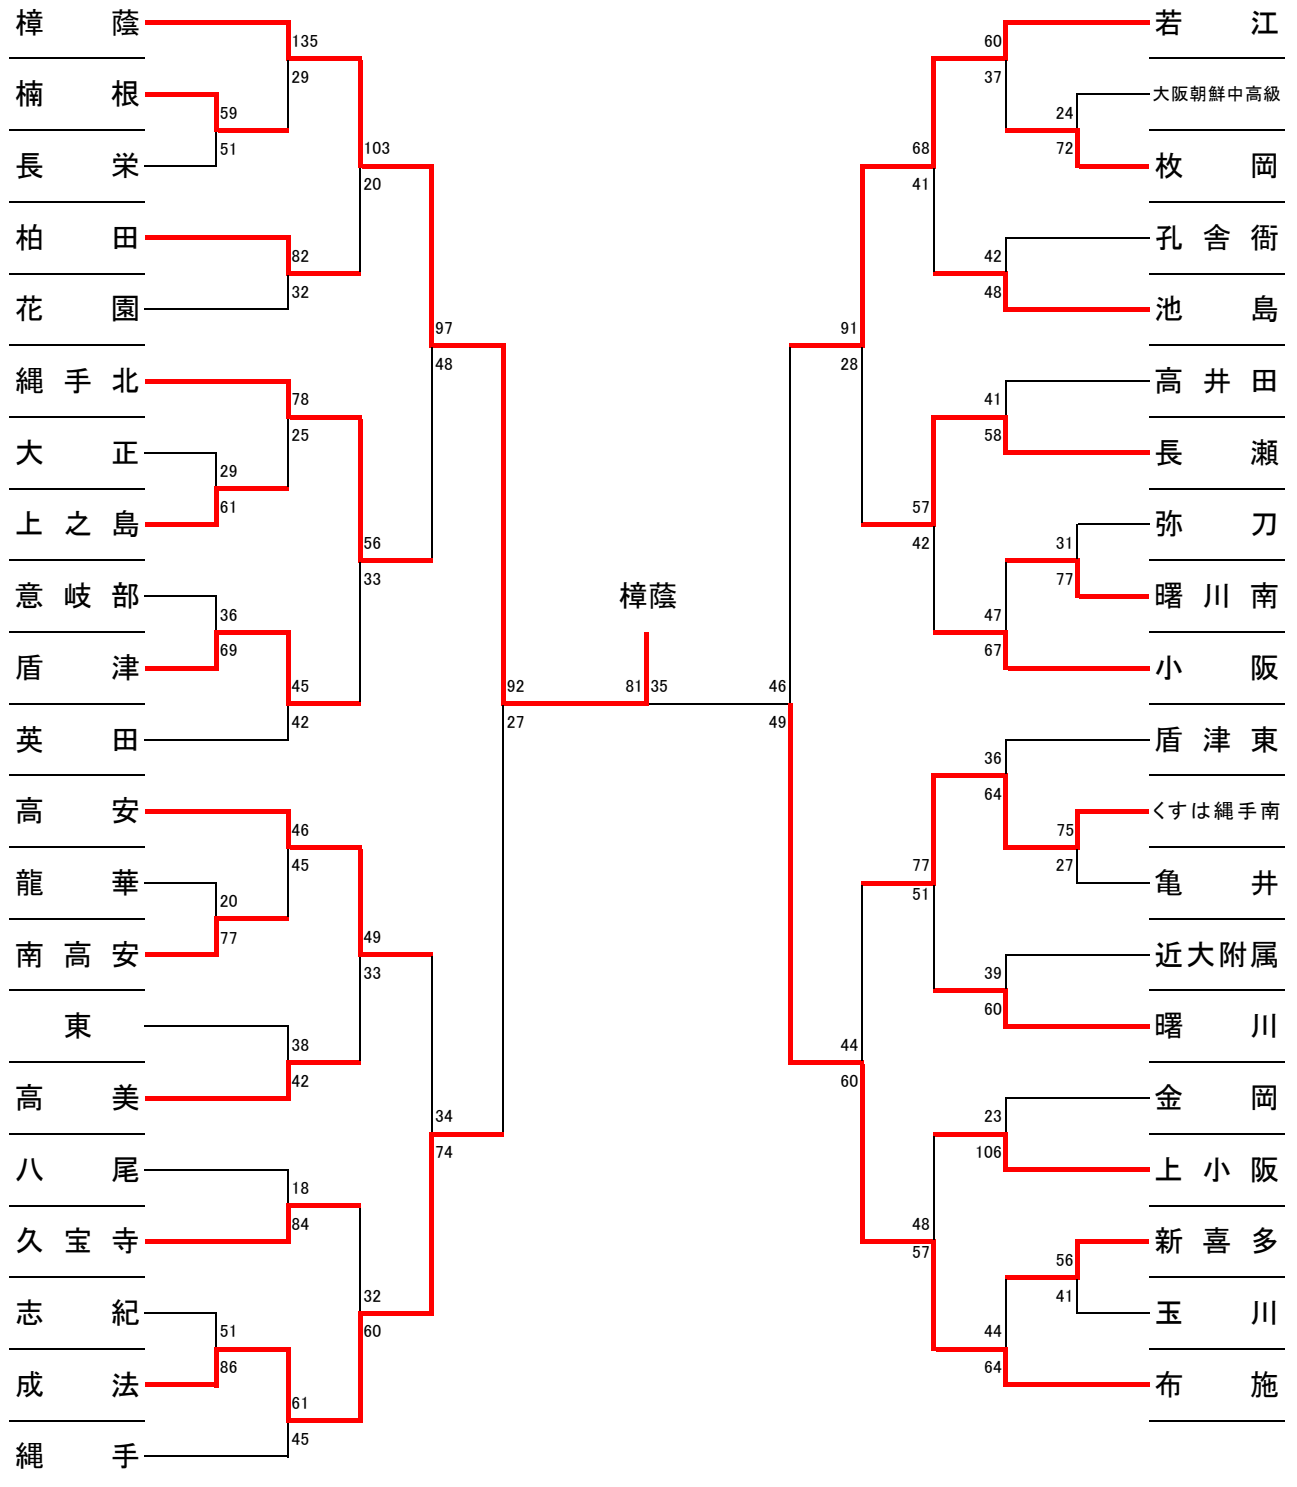 樟蔭
楠根
長栄
柏田
花園
縄手北
大正
上之島
意岐部
盾津
英田
高安
龍華
南高安
東
高美
八尾
久宝寺
志紀
成法
縄手
135
29
59
51
103
20
82
32
97
48
78
25
29
61
56
33
36
69
45
42
92
27
46
45
20
77
49
33
38
42
34
74
18
84
32
60
51
86
61
45
樟蔭
81 35
46
49
91
28
68
41
60
37
24
72
42
48
41
58
57
42
31
77
47
67
36
64
75
27
77
51
39
60
44
60
23
106
48
57
56
41
44
64
若江
大阪朝鮮中高級
枚岡
孔舎衙
池島
高井田
長瀬
弥刀
曙川南
小阪
盾津東
くすは縄手南
亀井
近大附属
曙川
金岡
上小阪
新喜多
玉川
布施